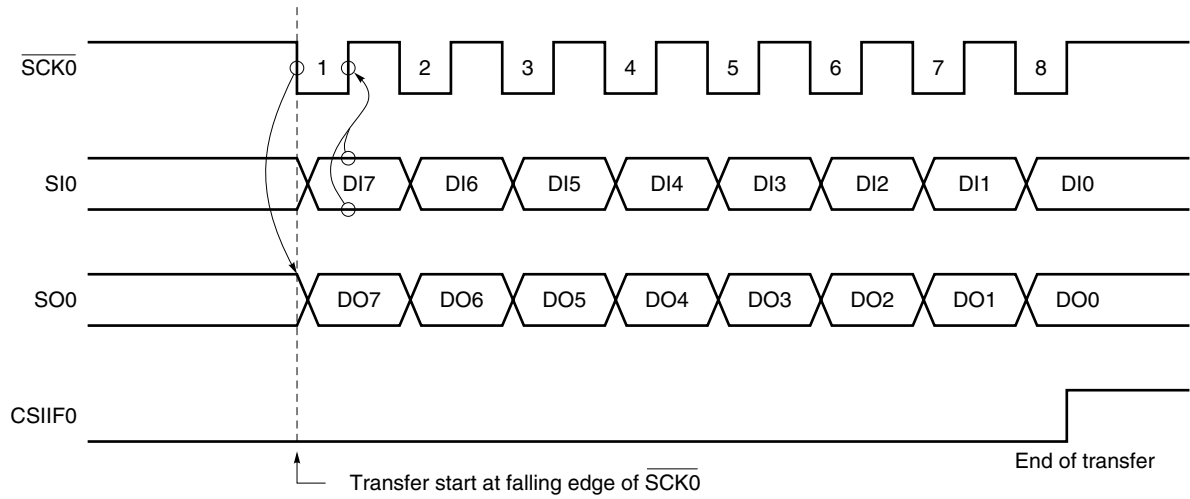 SCK0 1 2 3 4 5 6 7 8
SI0 DI7 DI6 DI5 DI4 DI3 DI2 DI1 DI0
SO0 DO7 DO6 DO5 DO4 DO3 DO2 DO1 DO0
CSIIF0
End of transfer
Transfer start at falling edge of SCK0